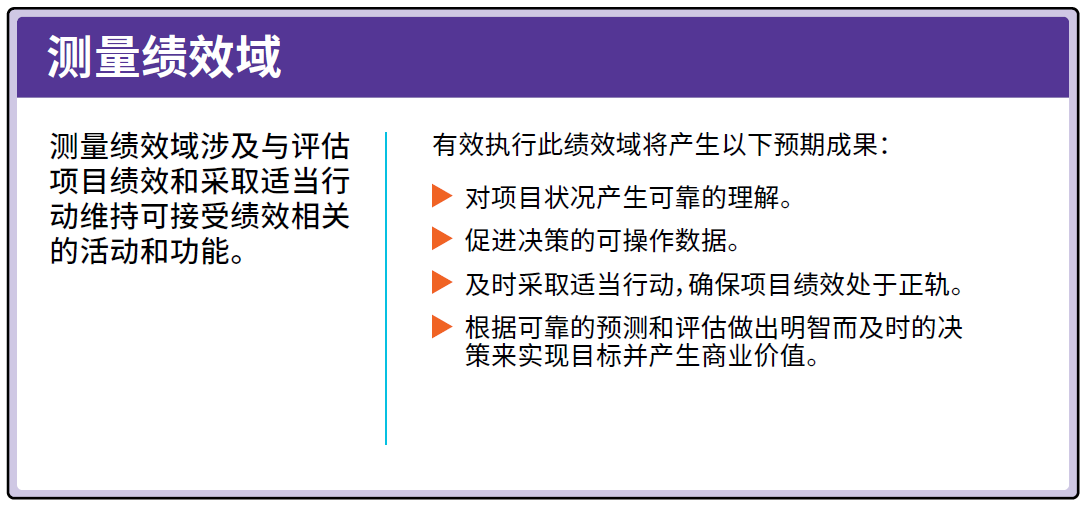 测量绩效域
测量绩效域涉及与评估
项目绩效和采取适当行
动维持可接受绩效相关
的活动和功能。
有效执行此绩效域将产生以下预期成果：
对项目状况产生可靠的理解。
促进决策的可操作数据。
及时采取适当行动，确保项目绩效处于正轨。
根据可靠的预测和评估做出明智而及时的决
策来实现目标并产生商业价值。